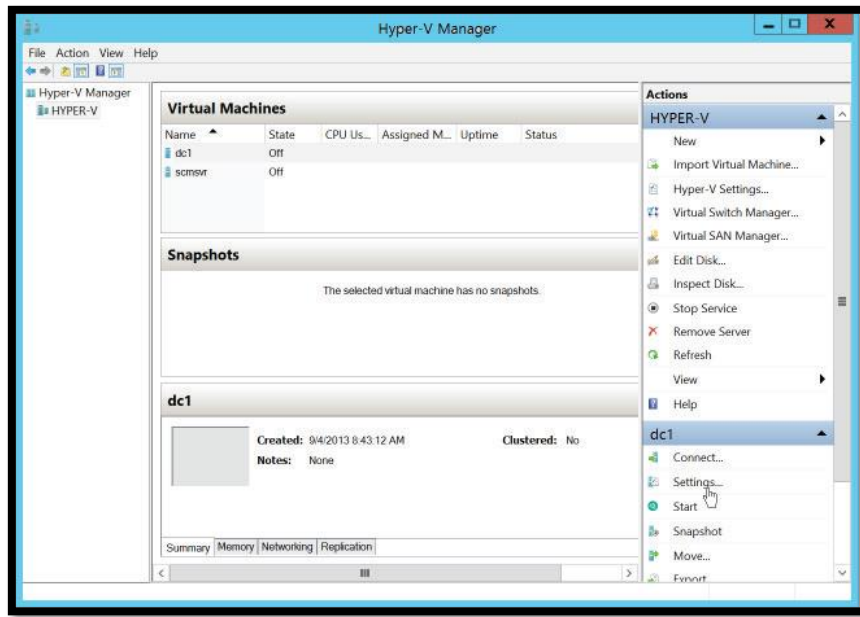 Hyper-V Manager
File Action View Help
Hyper-V Manager
HYPER-V
Virtual Machines
Name State CPU Us... Assigned M... Uptime Status
dc1 Off
scmsvr Off
Snapshots
The selected virtual machine has no snapshots.
dc1
Created: 9/4/2013 8:43:12 AM Clustered: No
Notes: None
Summary Memory Networking Replication
Actions
HYPER-V
New
Import Virtual Machine...
Hyper-V Settings...
Virtual Switch Manager...
Virtual SAN Manager...
Edit Disk...
Inspect Disk...
Stop Service
Remove Server
Refresh
View
Help
dc1
Connect...
Settings...
Start
Snapshot
Move...
Export